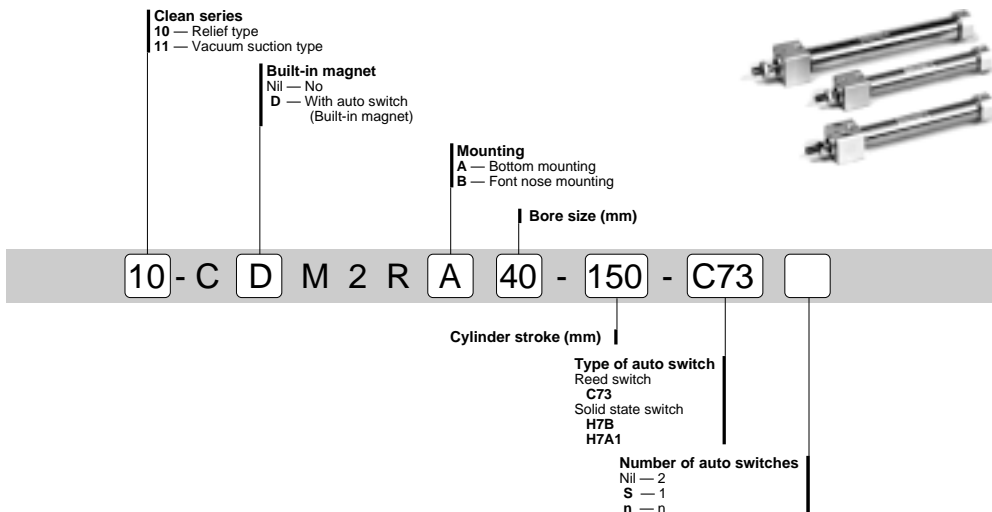 Clean series
10 — Relief type
11 — Vacuum suction type
Built-in magnet
Nil — No
D — With auto switch
(Built-in magnet)
Mounting
A — Bottom mounting
B — Font nose mounting
Bore size (mm)
10 - C D M 2 R A 40 - 150 - C73
Cylinder stroke (mm)
Type of auto switch
Reed switch
C73
Solid state switch
H7B
H7A1
Number of auto switches
Nil — 2
S — 1
n — n